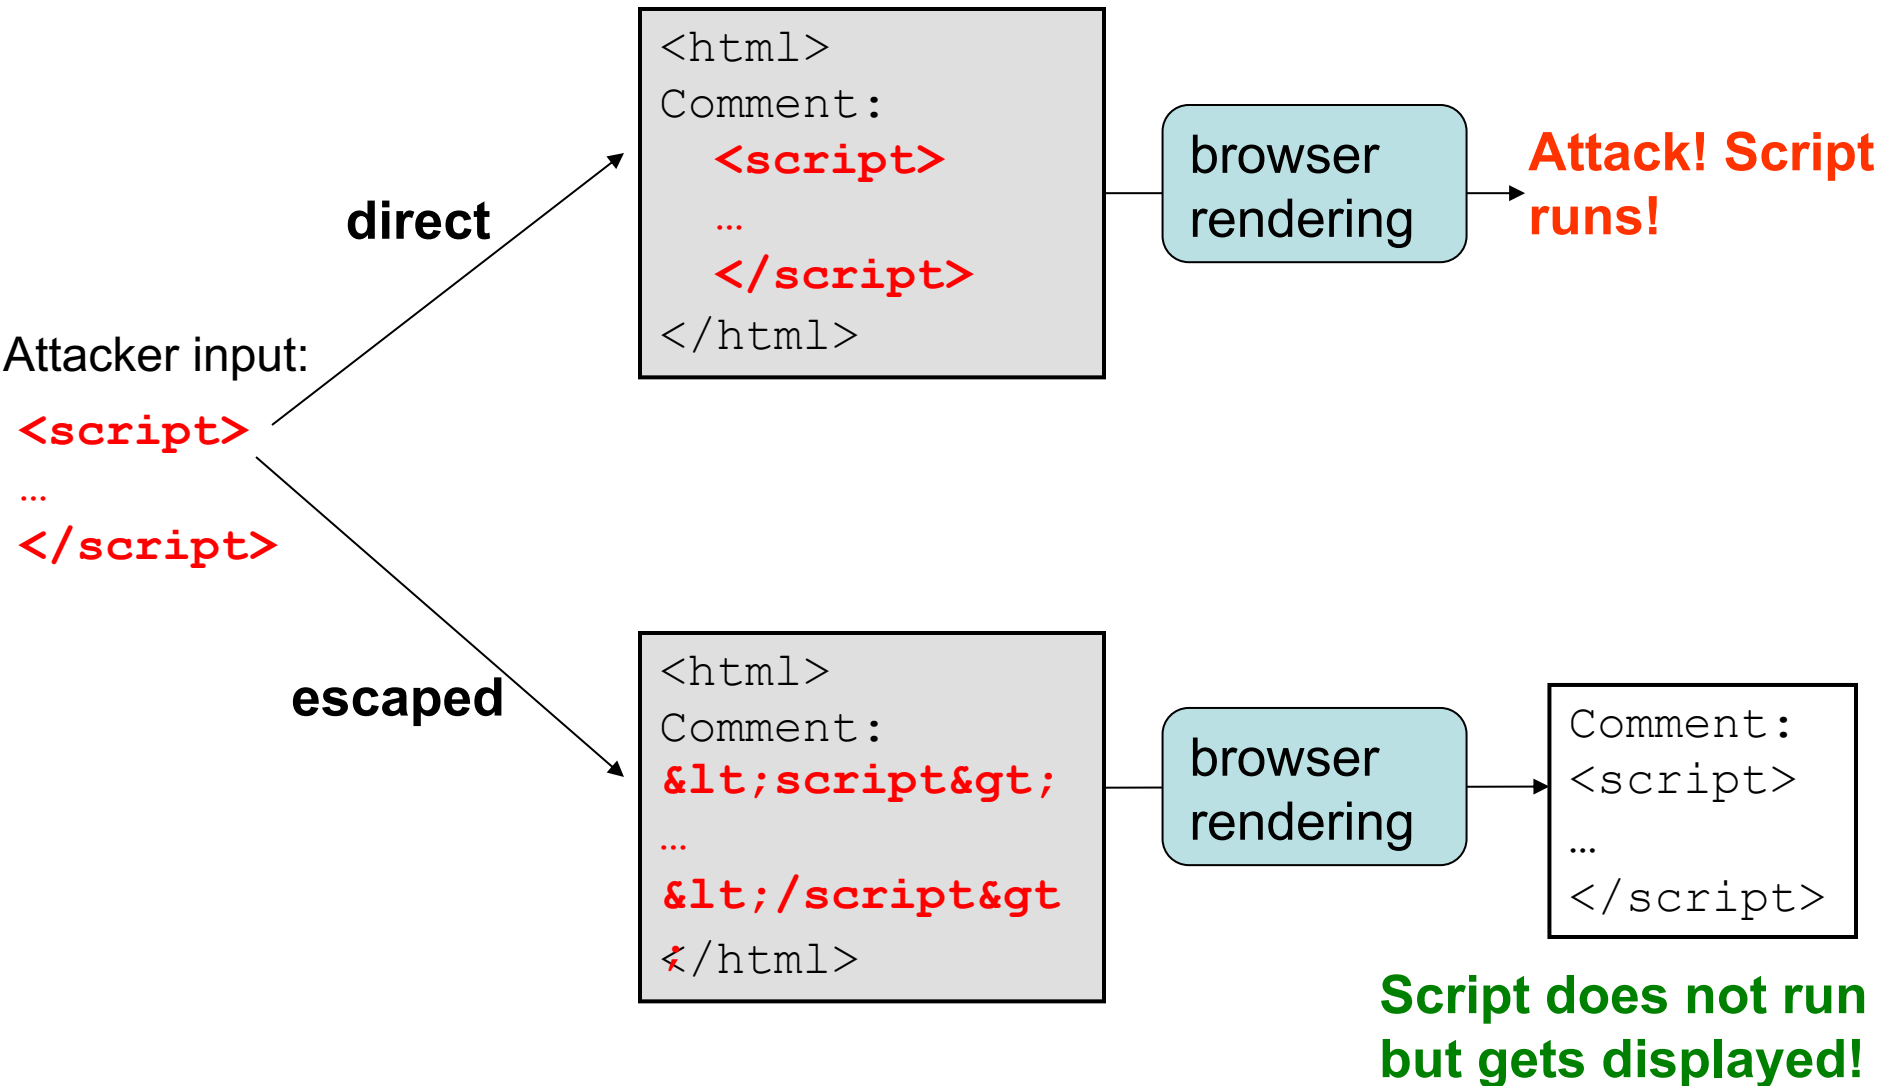 Attacker input:
<script>
…
</script>
direct
<html>
Comment:
<script>
…
</script>
</html>
browser
rendering
Attack! Script
runs!
escaped
<html>
Comment:
&lt;script&gt;
…
&lt;/script&gt
;
</html>
browser
rendering
Comment:
<script>
…
</script>
Script does not run
but gets displayed!